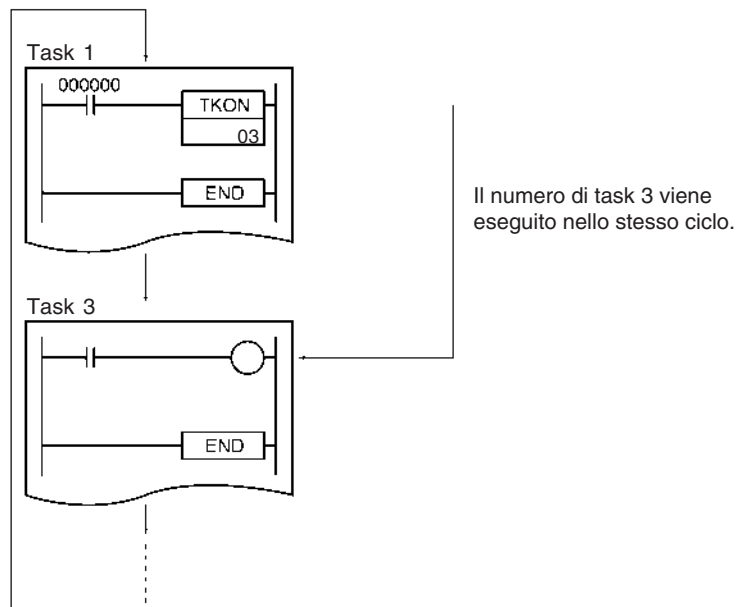 Task 1
000000
TKON
03
END
Il numero di task 3 viene
eseguito nello stesso ciclo.
Task 3
END